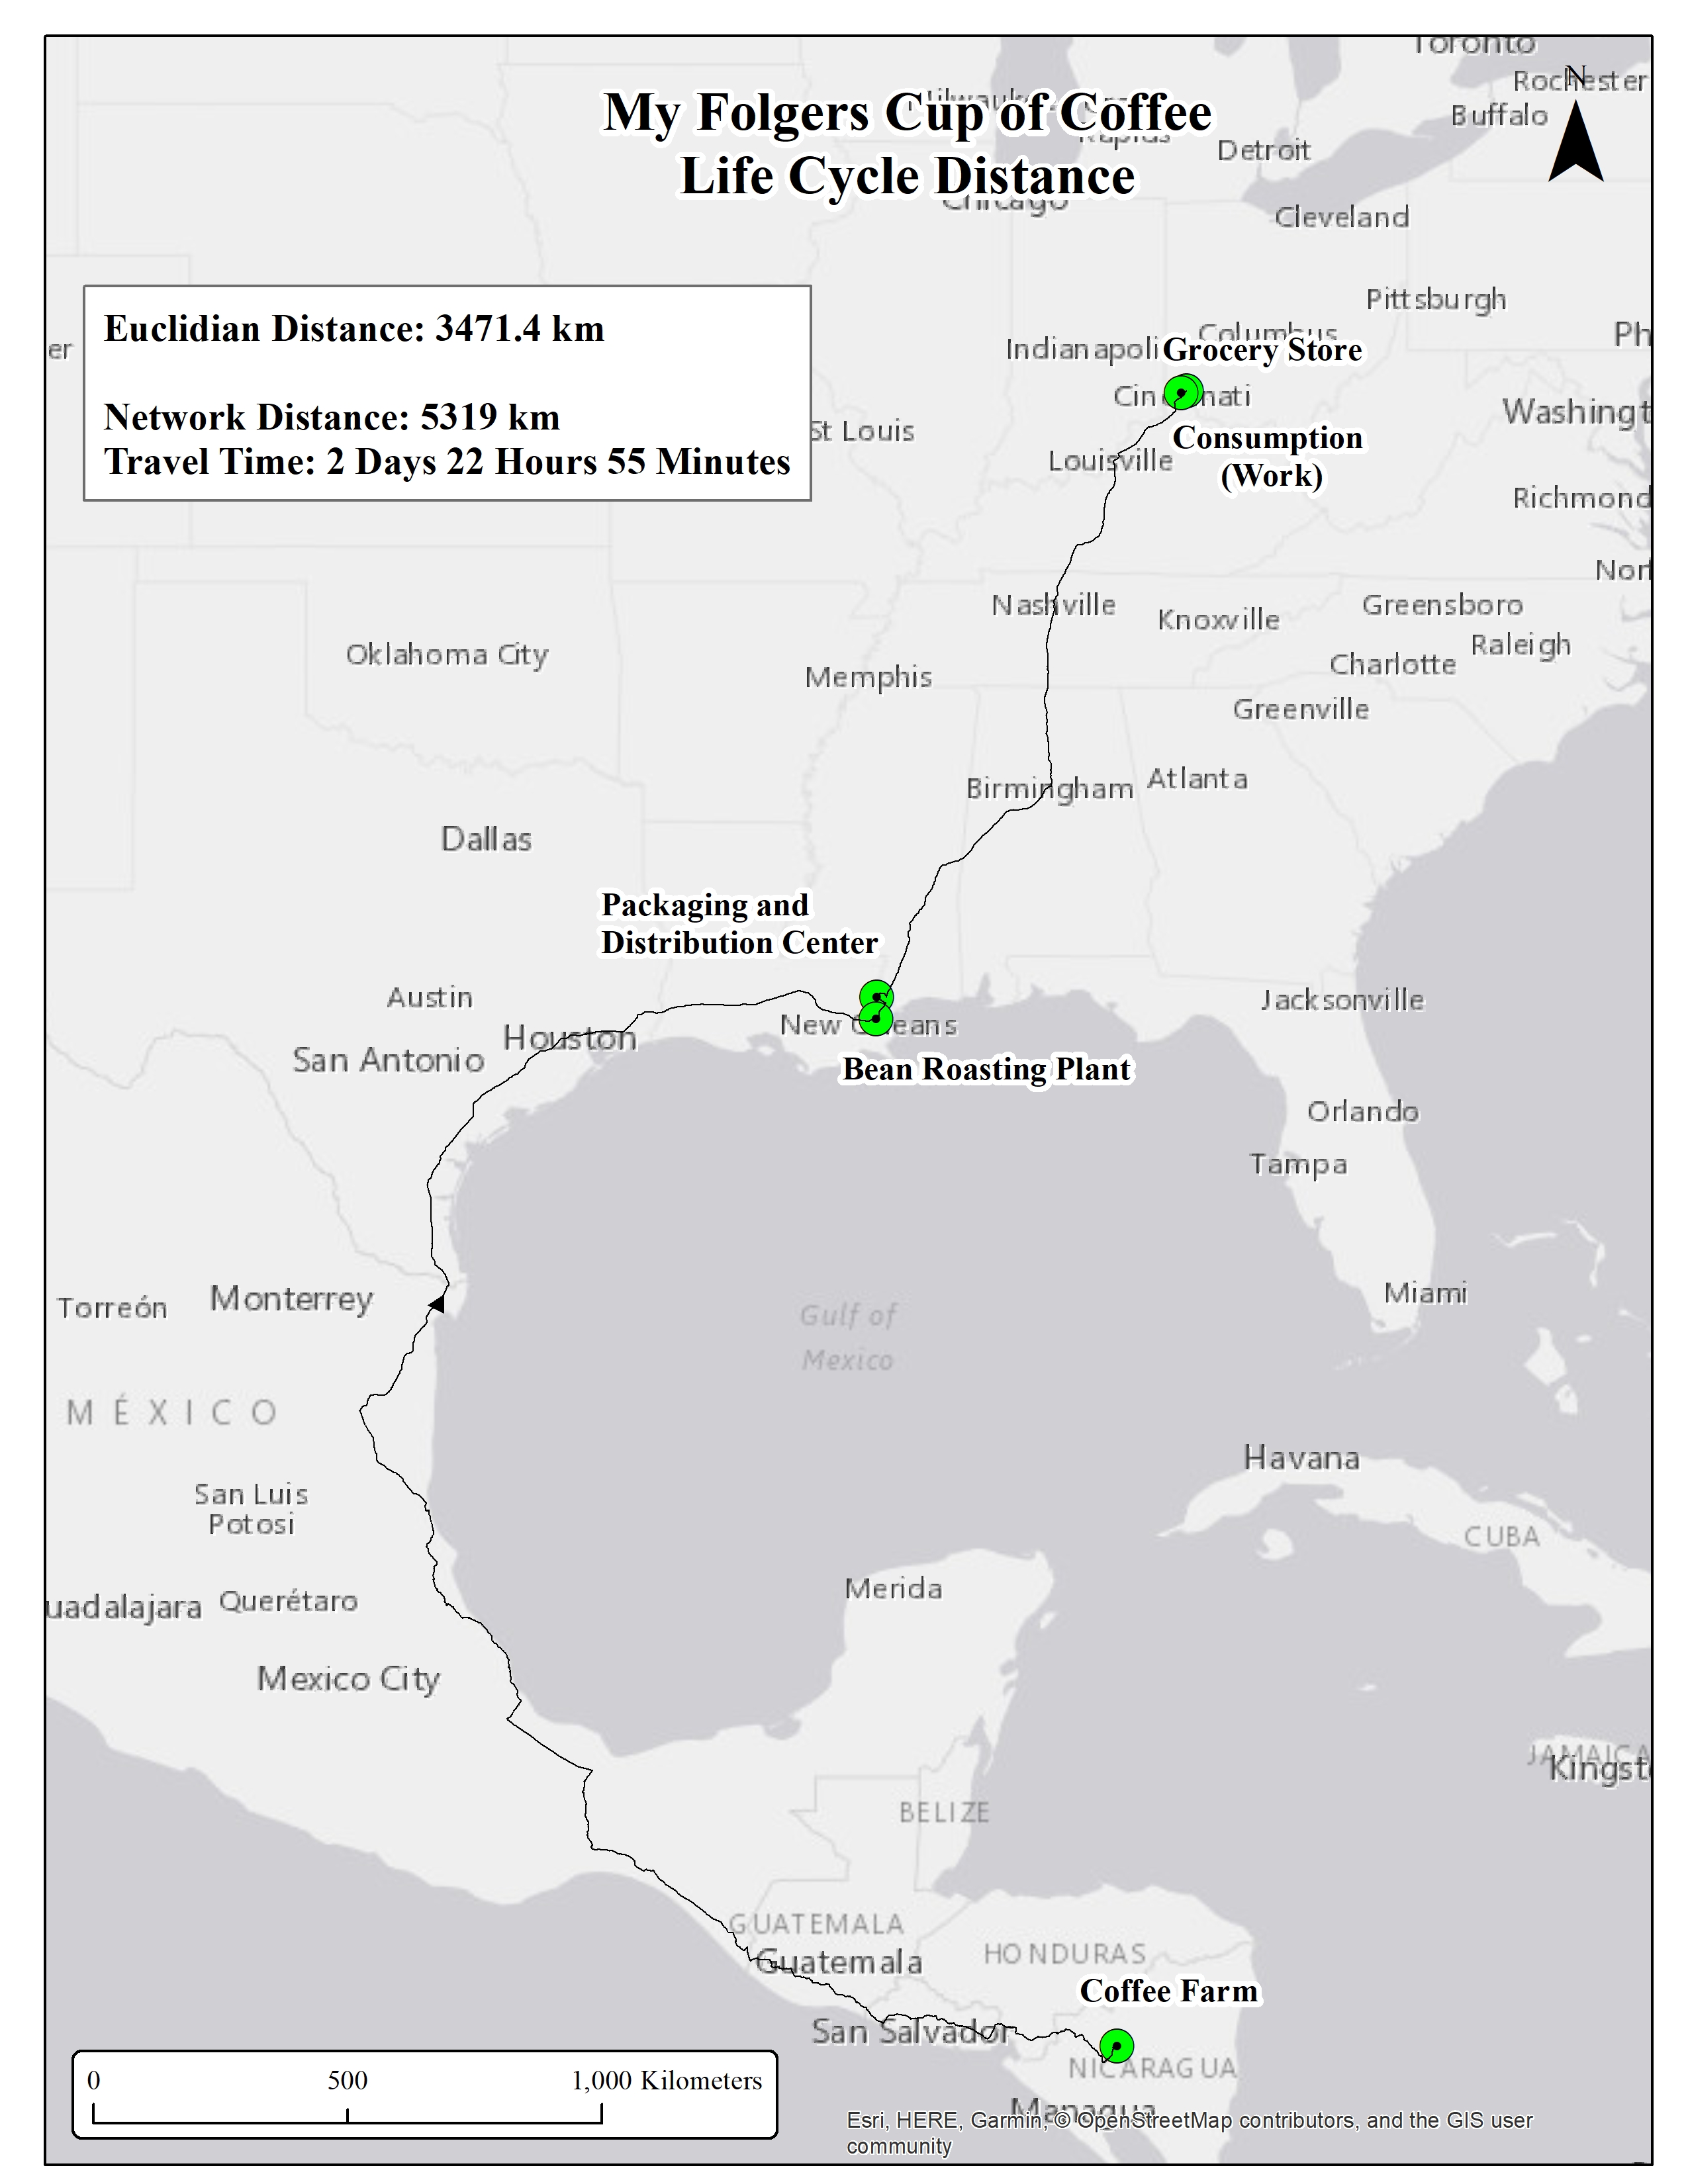 Toronto
N
Rochester
My Folgers Cup of Coffee
Buffalo
Detroit
Life Cycle Distance
Chicago
Cleveland
Pittsburgh
Euclidian Distance: 3471.4 km
Columbus
Ph
er
Indianapoli
Grocery Store
Cin nati
Network Distance: 5319 km
Washingt
St Louis
Consumption
Travel Time: 2 Days 22 Hours 55 Minutes
Louisville
(Work)
Richmond
Nor
Nashville
Knoxville
Greensboro
Raleigh
Oklahoma City
Charlotte
Memphis
Greenville
Birmingham
Atlanta
Dallas
Packaging and
Distribution Center
Austin
Jacksonville
New O eans
Houston
San Antonio
Bean Roasting Plant
Orlando
Tampa
Miami
Torreón
Monterrey
Gulf of
Mexico
MÉXICO
Havana
San Luis
Potosi
CUBA
Merida
uadalajara
Querétaro
Mexico City
JAMAICA
Kingst
BELIZE
GUATEMALA
Guatemala
HONDURAS
Coffee Farm
San Salvador
NICARAGUA
0 500 1,000 Kilometers
Managua
Esri, HERE, Garmin, © OpenStreetMap contributors, and the GIS user
community